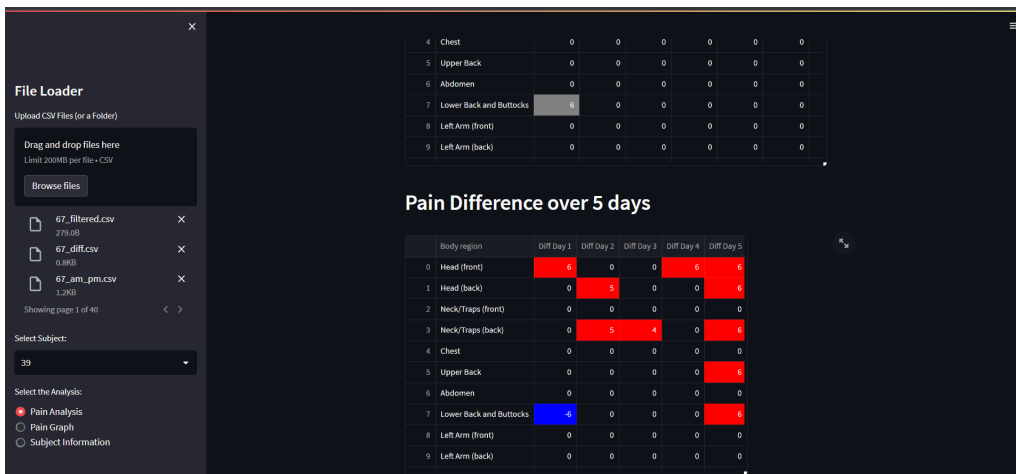 File Loader
Upload CSV Files (or a Folder)
Drag and drop files here
Limit 200MB per file • CSV
Browse files
67_filtered.csv
279.0B
67_diff.csv
0.8KB
67_am_pm.csv
1.2KB
Showing page 1 of 40
Select Subject:
39
Select the Analysis:
Pain Analysis
Pain Graph
Subject Information
4 Chest 0 0 0 0 0 0
5 Upper Back 0 0 0 0 0 0
6 Abdomen 0 0 0 0 0 0
7 Lower Back and Buttocks 6 0 0 0 0 0
8 Left Arm (front) 0 0 0 0 0 0
9 Left Arm (back) 0 0 0 0 0 0
Pain Difference over 5 days
Body region Diff Day 1 Diff Day 2 Diff Day 3 Diff Day 4 Diff Day 5
0 Head (front) 6 0 0 6 6
1 Head (back) 0 5 0 0 6
2 Neck/Traps (front) 0 0 0 0 0
3 Neck/Traps (back) 0 5 4 0 6
4 Chest 0 0 0 0 0
5 Upper Back 0 0 0 0 6
6 Abdomen 0 0 0 0 0
7 Lower Back and Buttocks -6 0 0 0 6
8 Left Arm (front) 0 0 0 0 0
9 Left Arm (back) 0 0 0 0 0